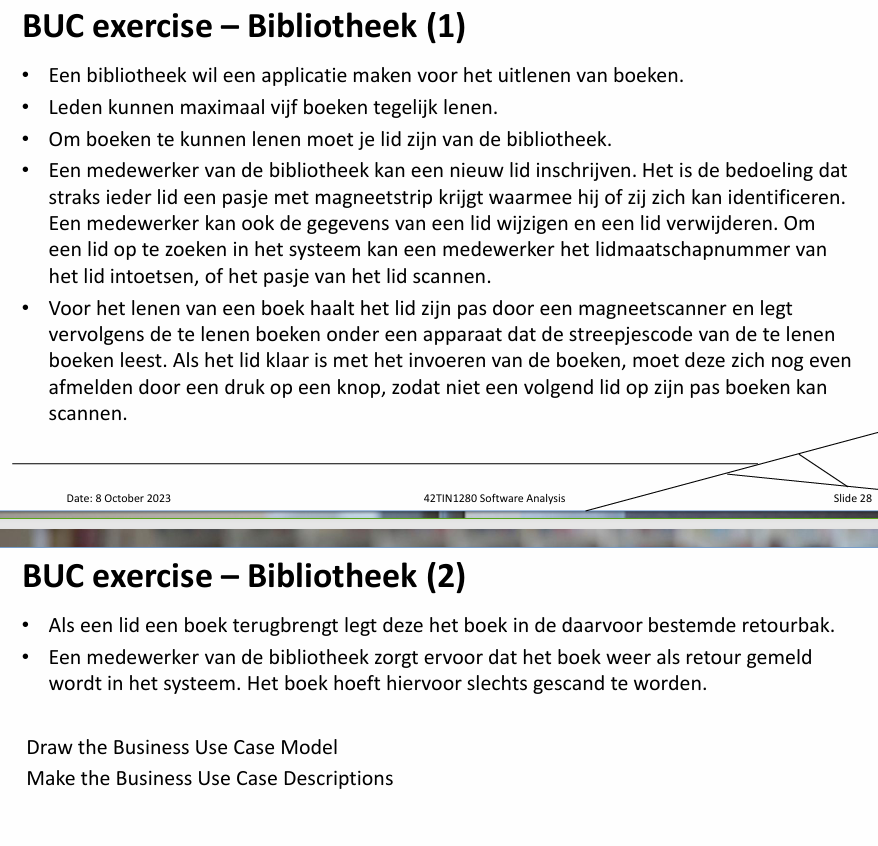 BUC exercise – Bibliotheek (1)
• Een bibliotheek wil een applicatie maken voor het uitlenen van boeken.
• Leden kunnen maximaal vijf boeken tegelijk lenen.
• Om boeken te kunnen lenen moet je lid zijn van de bibliotheek.
• Een medewerker van de bibliotheek kan een nieuw lid inschrijven. Het is de bedoeling dat
straks ieder lid een pasje met magneetstrip krijgt waarmee hij of zij zich kan identificeren.
Een medewerker kan ook de gegevens van een lid wijzigen en een lid verwijderen. Om
een lid op te zoeken in het systeem kan een medewerker het lidmaatschapnummer van
het lid intoetsen, of het pasje van het lid scannen.
• Voor het lenen van een boek haalt het lid zijn pas door een magneetscanner en legt
vervolgens de te lenen boeken onder een apparaat dat de streepjescode van de te lenen
boeken leest. Als het lid klaar is met het invoeren van de boeken, moet deze zich nog even
afmelden door een druk op een knop, zodat niet een volgend lid op zijn pas boeken kan
scannen.
Date: 8 October 2023 42TIN1280 Software Analysis Slide 28
BUC exercise – Bibliotheek (2)
• Als een lid een boek terugbrengt legt deze het boek in de daarvoor bestemde retourbak.
• Een medewerker van de bibliotheek zorgt ervoor dat het boek weer als retour gemeld
wordt in het systeem. Het boek hoeft hiervoor slechts gescand te worden.
Draw the Business Use Case Model
Make the Business Use Case Descriptions